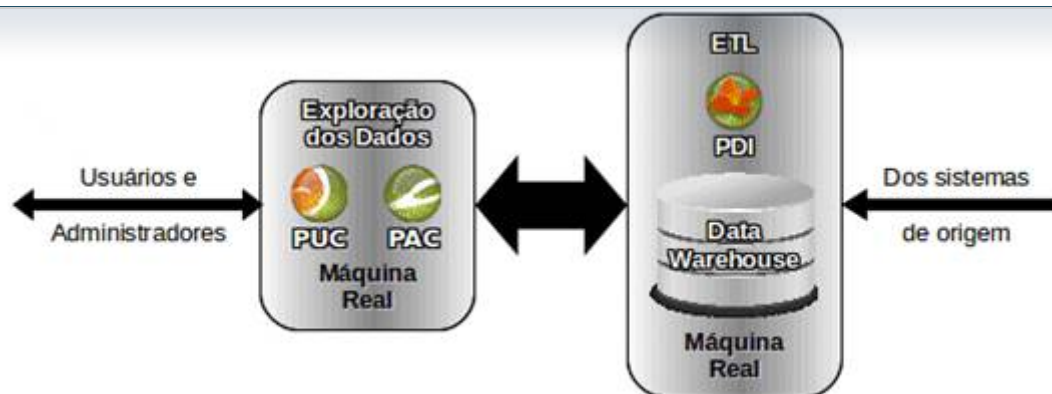 Usuários e
Administradores
Exploração
dos Dados
PUC PAC
Máquina
Real
ETL
PDI
Data
Warehouse
Máquina
Real
Dos sistemas
de origem